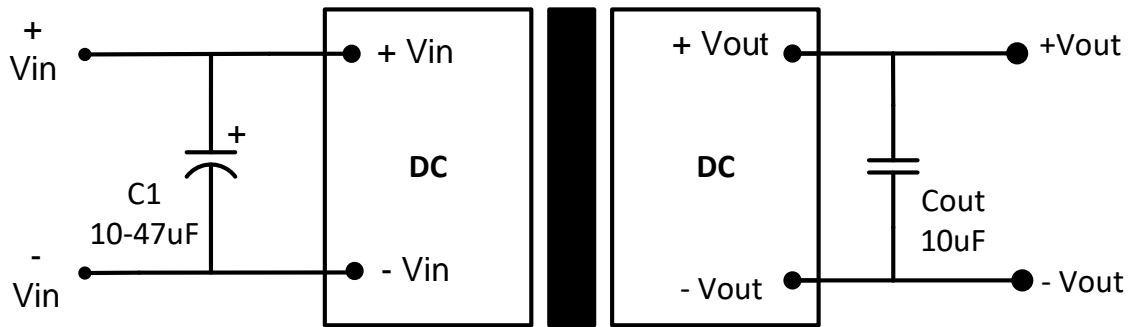 +
Vin
+ Vin
+
C1
10-47uF
DC
-
Vin
- Vin
+ Vout
+Vout
DC
Cout
10uF
- Vout
- Vout